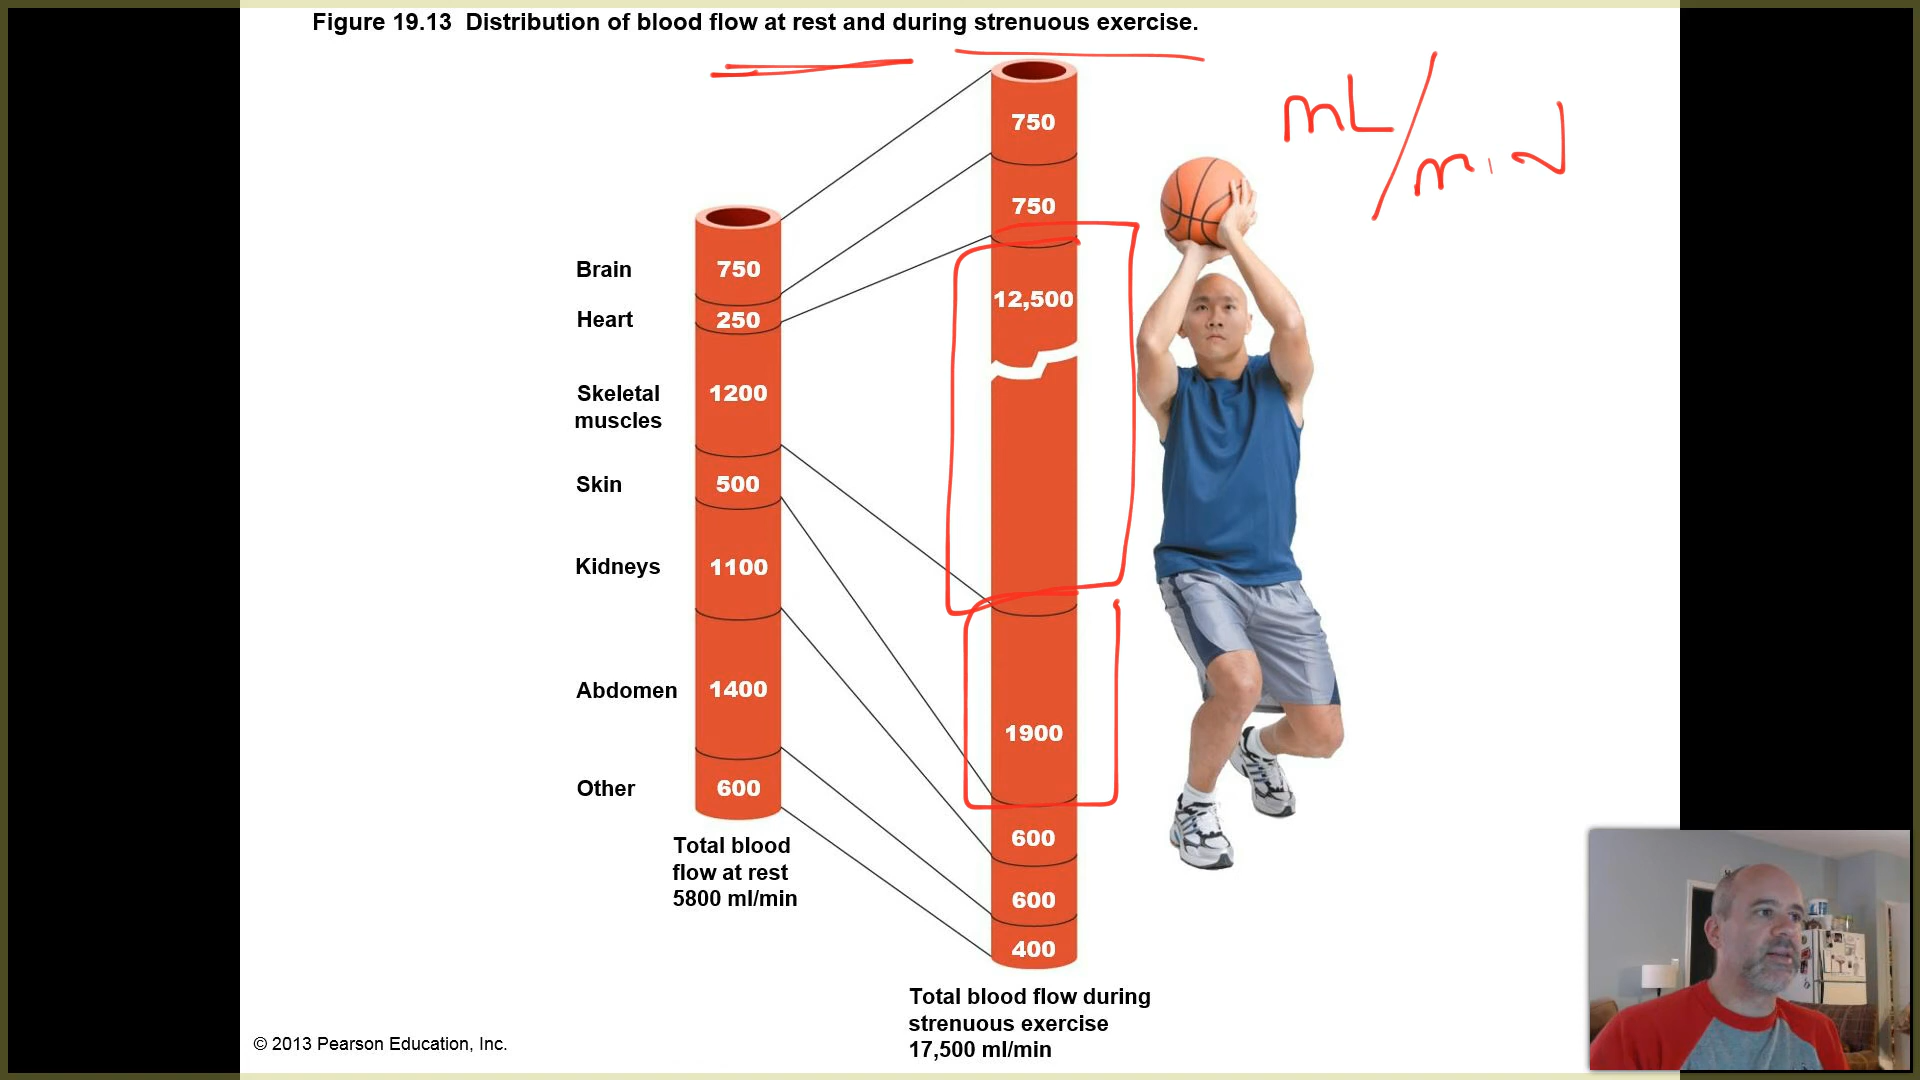 Figure 19.13 Distribution of blood flow at rest and during strenuous exercise.
mL/min
Brain
Heart
Skeletal
muscles
Skin
Kidneys
Abdomen
Other
750
250
1200
500
1100
1400
600
Total blood
flow at rest
5800 ml/min
750
750
12,500
1900
600
600
400
Total blood flow during
strenuous exercise
17,500 ml/min
© 2013 Pearson Education, Inc.